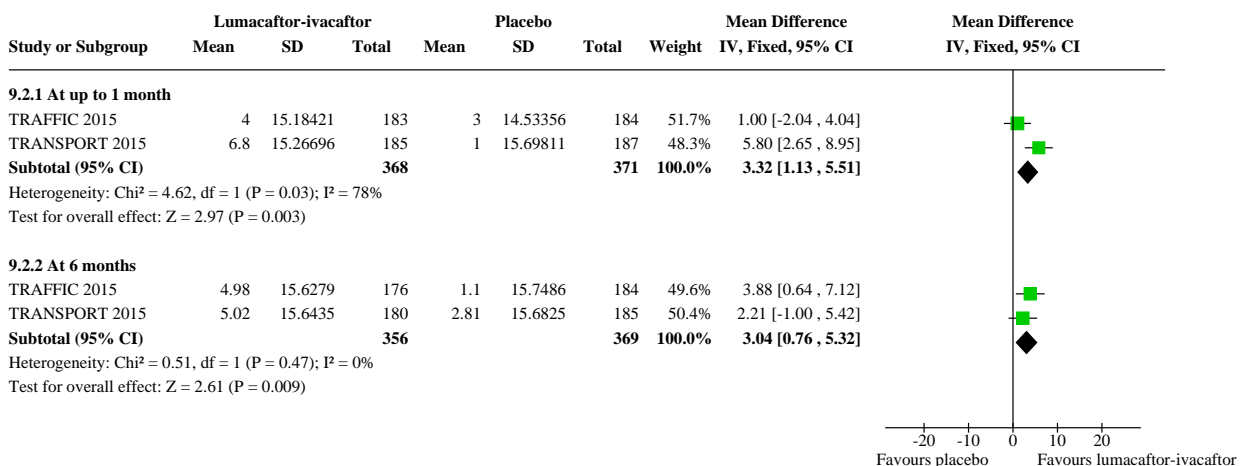 Lumacaftor-ivacaftor Placebo Mean Difference Mean Difference
Study or Subgroup Mean SD Total Mean SD Total Weight IV, Fixed, 95% CI IV, Fixed, 95% CI
9.2.1 At up to 1 month
TRAFFIC 2015 4 15.18421 183 3 14.53356 184 51.7% 1.00 [-2.04 , 4.04]
TRANSPORT 2015 6.8 15.26696 185 1 15.69811 187 48.3% 5.80 [2.65 , 8.95]
Subtotal (95% CI) 368 371 100.0% 3.32 [1.13 , 5.51]
Heterogeneity: Chi² = 4.62, df = 1 (P = 0.03); I² = 78%
Test for overall effect: Z = 2.97 (P = 0.003)
9.2.2 At 6 months
TRAFFIC 2015 4.98 15.6279 176 1.1 15.7486 184 49.6% 3.88 [0.64 , 7.12]
TRANSPORT 2015 5.02 15.6435 180 2.81 15.6825 185 50.4% 2.21 [-1.00 , 5.42]
Subtotal (95% CI) 356 369 100.0% 3.04 [0.76 , 5.32]
Heterogeneity: Chi² = 0.51, df = 1 (P = 0.47); I² = 0%
Test for overall effect: Z = 2.61 (P = 0.009)
-20 -10 0 10 20
Favours placebo Favours lumacaftor-ivacaftor